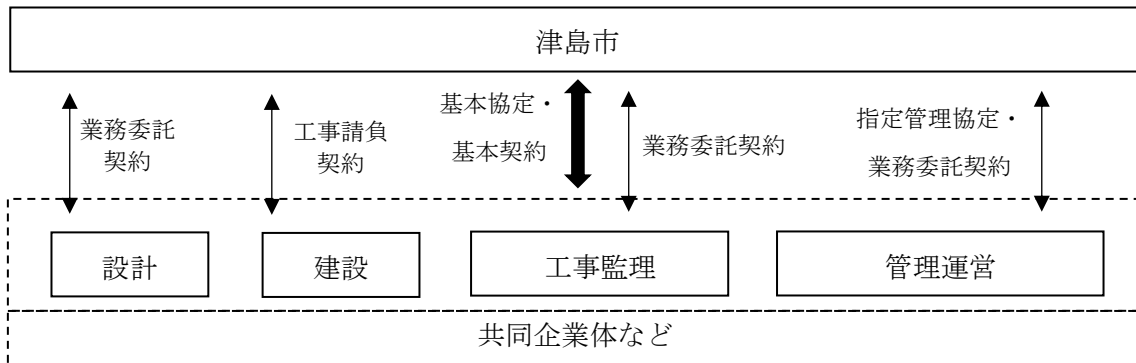 津島市
業務委託
契約
工事請負
契約
基本協定・
基本契約
業務委託契約
指定管理協定・
業務委託契約
設計
建設
工事監理
管理運営
共同企業体など